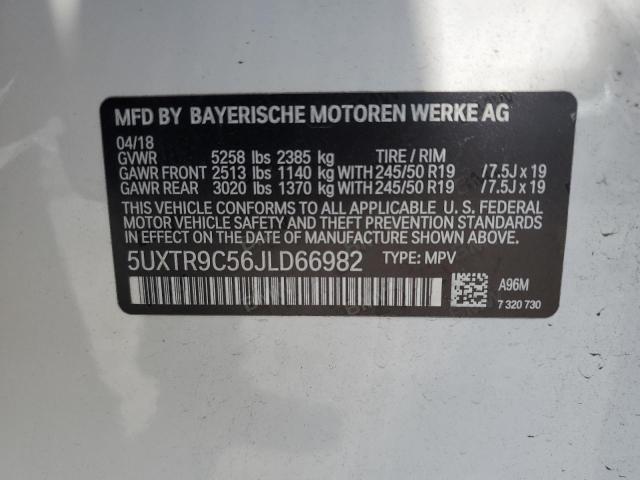 MFD BY BAYERISCHE MOTOREN WERKE AG
04/18
GVWR 5258 lbs 2385 kg TIRE / RIM
GAWR FRONT 2513 lbs 1140 kg WITH 245/50 R19 /7.5J x 19
GAWR REAR 3020 lbs 1370 kg WITH 245/50 R19 /7.5J x 19
THIS VEHICLE CONFORMS TO ALL APPLICABLE U. S. FEDERAL
MOTOR VEHICLE SAFETY AND THEFT PREVENTION STANDARDS
IN EFFECT ON THE DATE OF MANUFACTURE SHOWN ABOVE.
5UXTR9C56JLD66982 TYPE: MPV
A96M
7 320 730